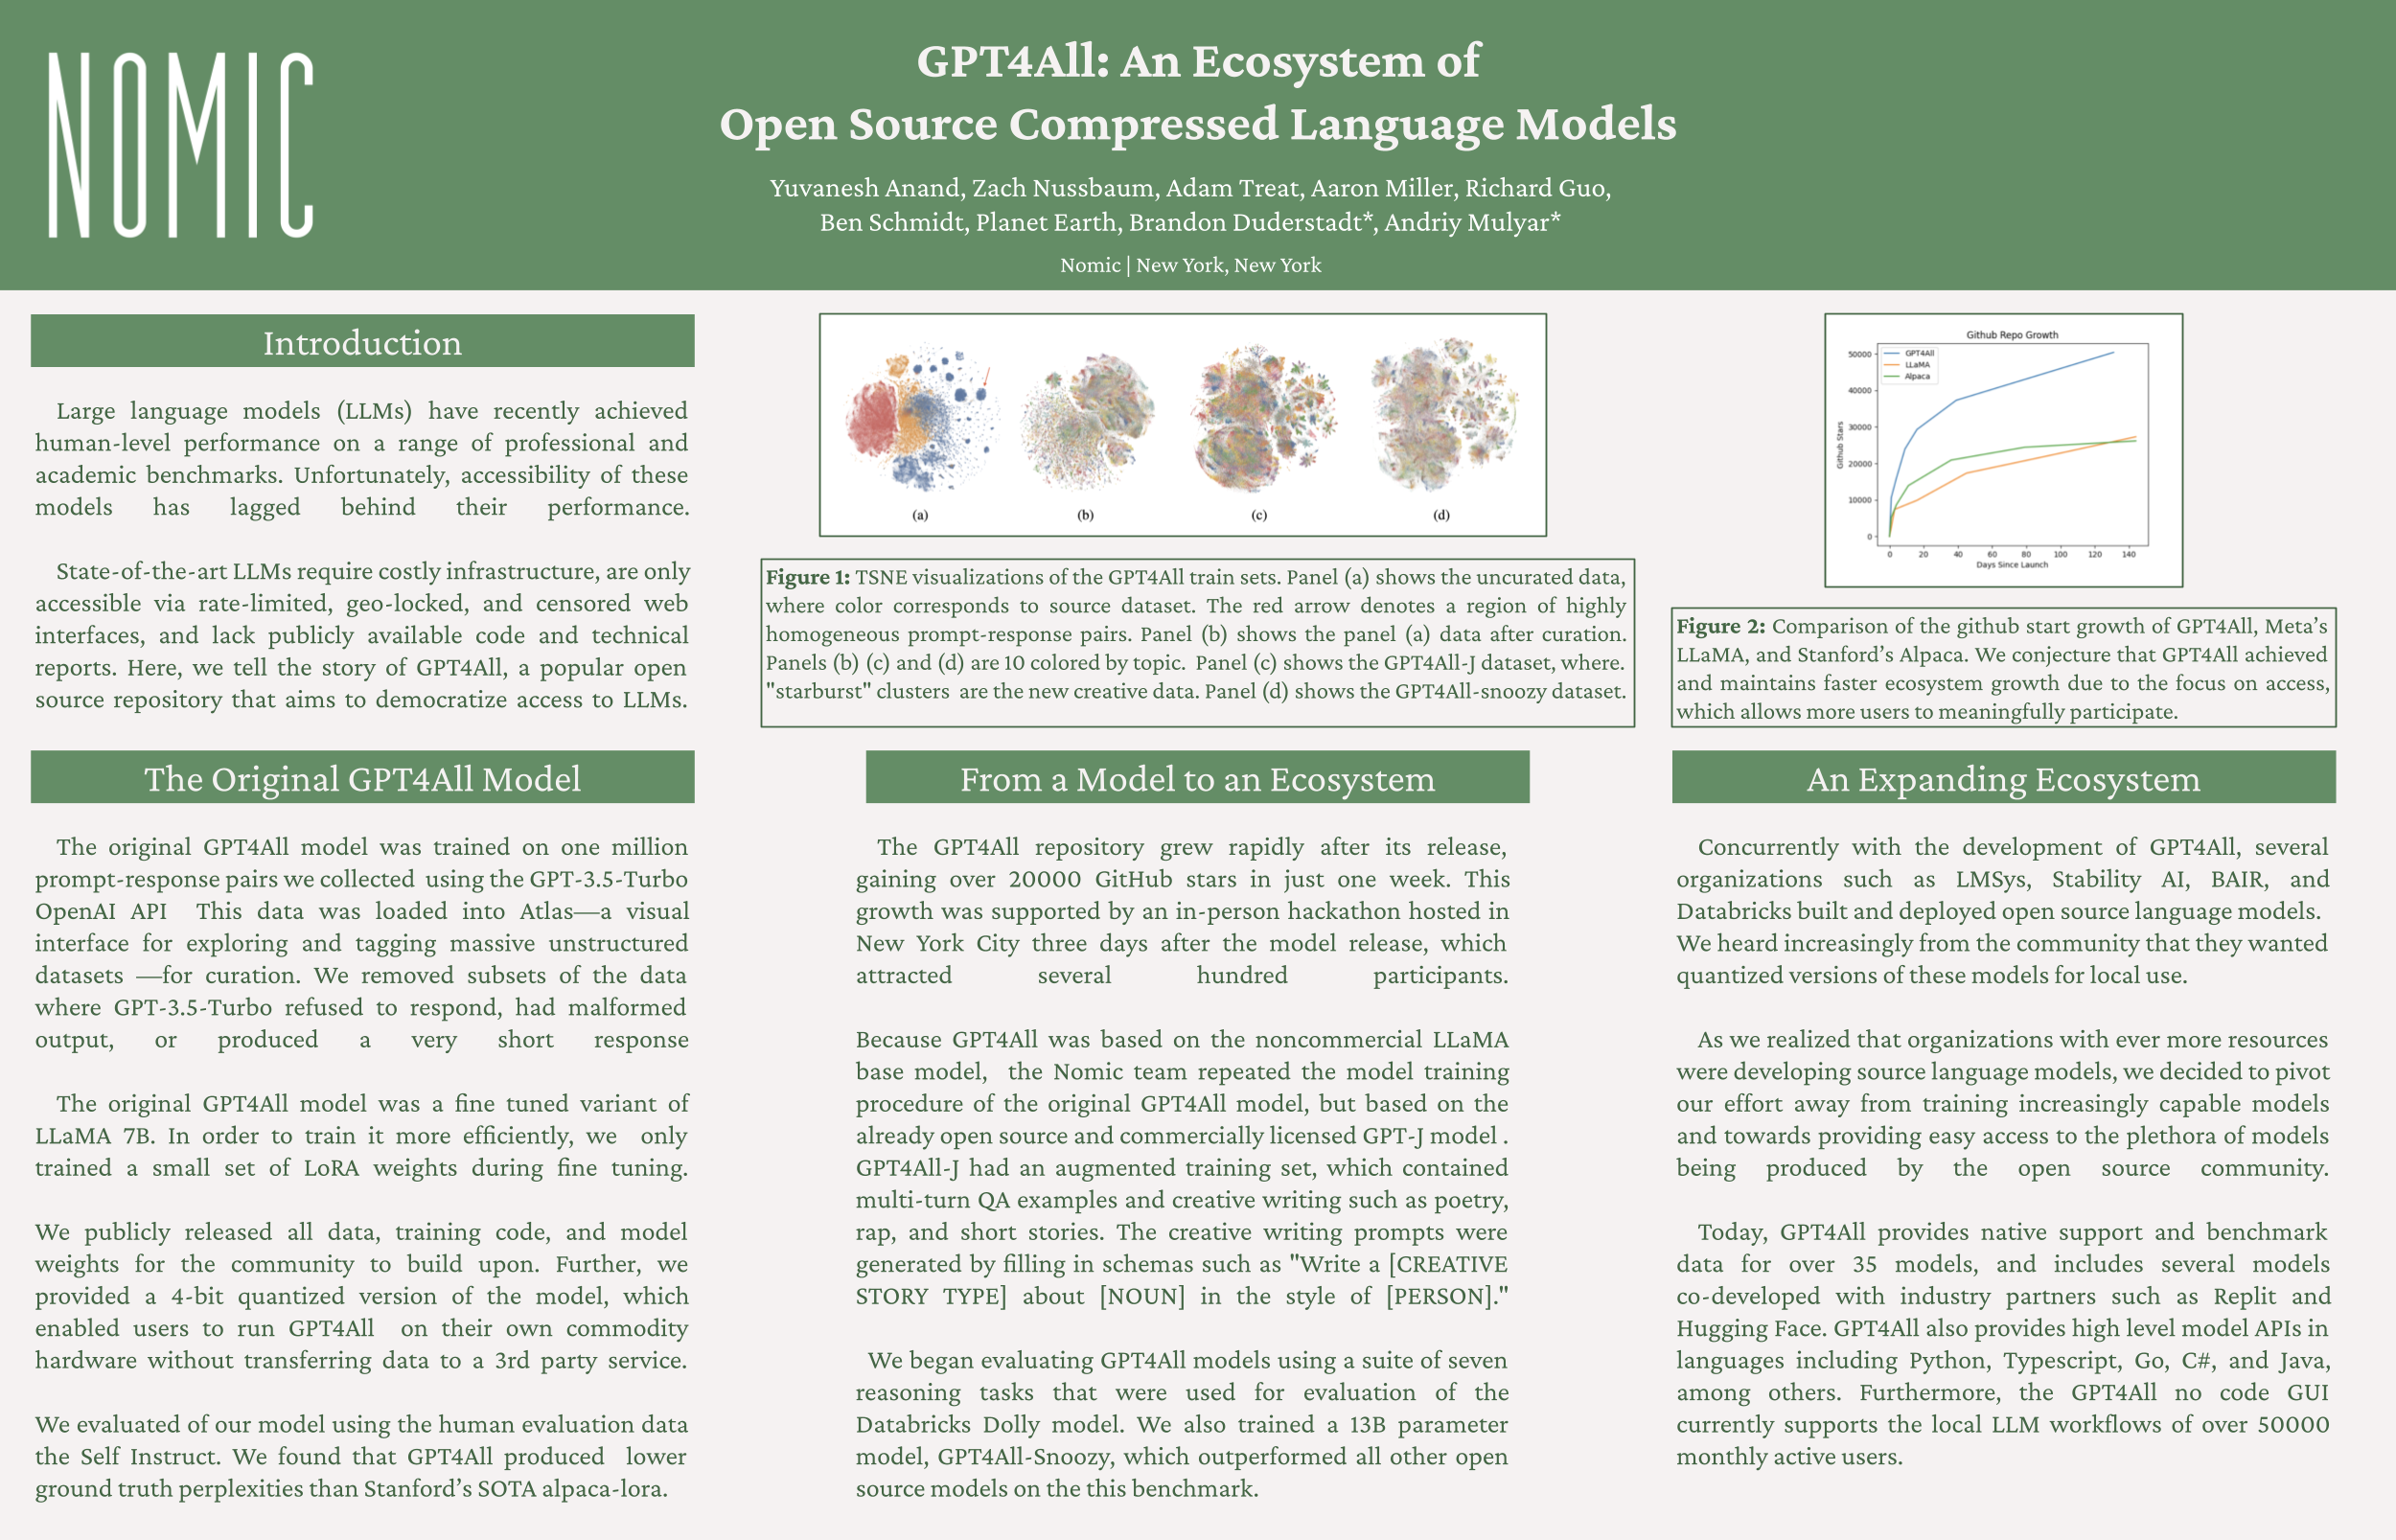 NOMIC
GPT4All: An Ecosystem of
Open Source Compressed Language Models
Yuvanesh Anand, Zach Nussbaum, Adam Treat, Aaron Miller, Richard Guo,
Ben Schmidt, Planet Earth, Brandon Duderstadt*, Andriy Mulyar*
Nomic | New York, New York
Introduction
Large language models (LLMs) have recently achieved
human-level performance on a range of professional and
academic benchmarks. Unfortunately, accessibility of these
models has lagged behind their performance.
State-of-the-art LLMs require costly infrastructure, are only
accessible via rate-limited, geo-locked, and censored web
interfaces, and lack publicly available code and technical
reports. Here, we tell the story of GPT4All, a popular open
source repository that aims to democratize access to LLMs.
(a)
(b)
(c)
(d)
Figure 1: TSNE visualizations of the GPT4All train sets. Panel (a) shows the uncurated data,
where color corresponds to source dataset. The red arrow denotes a region of highly
homogeneous prompt-response pairs. Panel (b) shows the panel (a) data after curation.
Panels (b) (c) and (d) are 10 colored by topic. Panel (c) shows the GPT4All-J dataset, where.
"starburst" clusters are the new creative data. Panel (d) shows the GPT4All-snoozy dataset.
Github Repo Growth
GPT4All
LLaMA
Alpaca
50000
40000
30000
20000
10000
0
Github Stars
0 20 40 60 80 100 120 140
Days Since Launch
Figure 2: Comparison of the github start growth of GPT4All, Meta's
LLaMA, and Stanford's Alpaca. We conjecture that GPT4All achieved
and maintains faster ecosystem growth due to the focus on access,
which allows more users to meaningfully participate.
The Original GPT4All Model
The original GPT4All model was trained on one million
prompt-response pairs we collected using the GPT-3.5-Turbo
OpenAI API This data was loaded into Atlas—a visual
interface for exploring and tagging massive unstructured
datasets —for curation. We removed subsets of the data
where GPT-3.5-Turbo refused to respond, had malformed
output, or produced a very short response
The original GPT4All model was a fine tuned variant of
LLaMA 7B. In order to train it more efficiently, we only
trained a small set of LoRA weights during fine tuning.
We publicly released all data, training code, and model
weights for the community to build upon. Further, we
provided a 4-bit quantized version of the model, which
enabled users to run GPT4All on their own commodity
hardware without transferring data to a 3rd party service.
We evaluated of our model using the human evaluation data
the Self Instruct. We found that GPT4All produced lower
ground truth perplexities than Stanford's SOTA alpaca-lora.
From a Model to an Ecosystem
The GPT4All repository grew rapidly after its release,
gaining over 20000 GitHub stars in just one week. This
growth was supported by an in-person hackathon hosted in
New York City three days after the model release, which
attracted several hundred participants.
Because GPT4All was based on the noncommercial LLaMA
base model, the Nomic team repeated the model training
procedure of the original GPT4All model, but based on the
already open source and commercially licensed GPT-J model .
GPT4All-J had an augmented training set, which contained
multi-turn QA examples and creative writing such as poetry,
rap, and short stories. The creative writing prompts were
generated by filling in schemas such as "Write a [CREATIVE
STORY TYPE] about [NOUN] in the style of [PERSON]."
We began evaluating GPT4All models using a suite of seven
reasoning tasks that were used for evaluation of the
Databricks Dolly model. We also trained a 13B parameter
model, GPT4All-Snoozy, which outperformed all other open
source models on the this benchmark.
An Expanding Ecosystem
Concurrently with the development of GPT4All, several
organizations such as LMSys, Stability AI, BAIR, and
Databricks built and deployed open source language models.
We heard increasingly from the community that they wanted
quantized versions of these models for local use.
As we realized that organizations with ever more resources
were developing source language models, we decided to pivot
our effort away from training increasingly capable models
and towards providing easy access to the plethora of models
being produced by the open source community.
Today, GPT4All provides native support and benchmark
data for over 35 models, and includes several models
co-developed with industry partners such as Replit and
Hugging Face. GPT4All also provides high level model APIs in
languages including Python, Typescript, Go, C#, and Java,
among others. Furthermore, the GPT4All no code GUI
currently supports the local LLM workflows of over 50000
monthly active users.